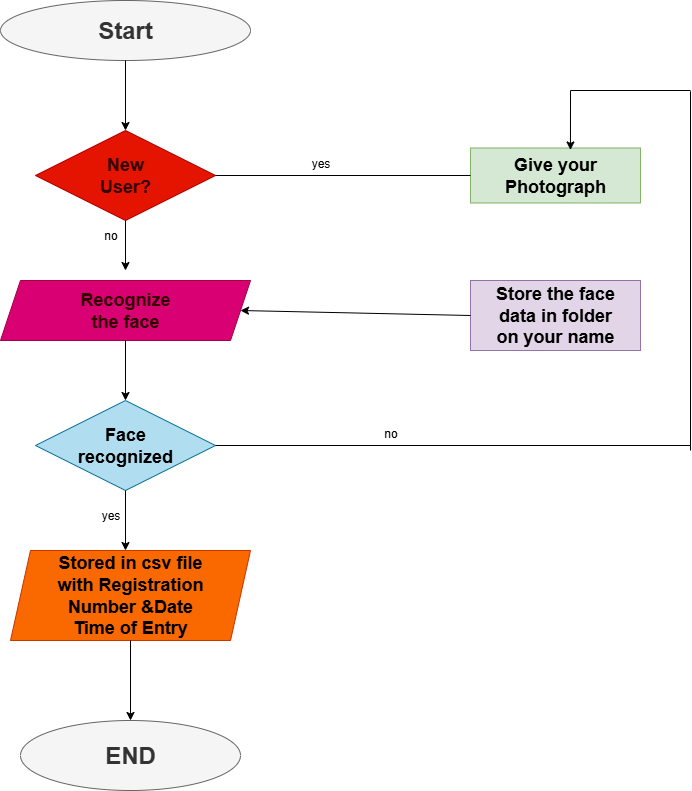 Start
New
User?
yes
Give your
Photograph
no
Recognize
the face
Store the face
data in folder
on your name
Face
recognized
no
yes
Stored in csv file
with Registration
Number &Date
Time of Entry
END